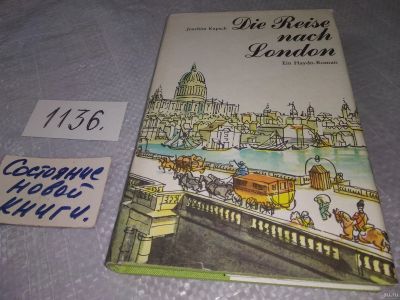 Joachim Kupsch
Die Reise
nach
London
Ein Haydn-Roman
1136.
Состояние
новой
книги.